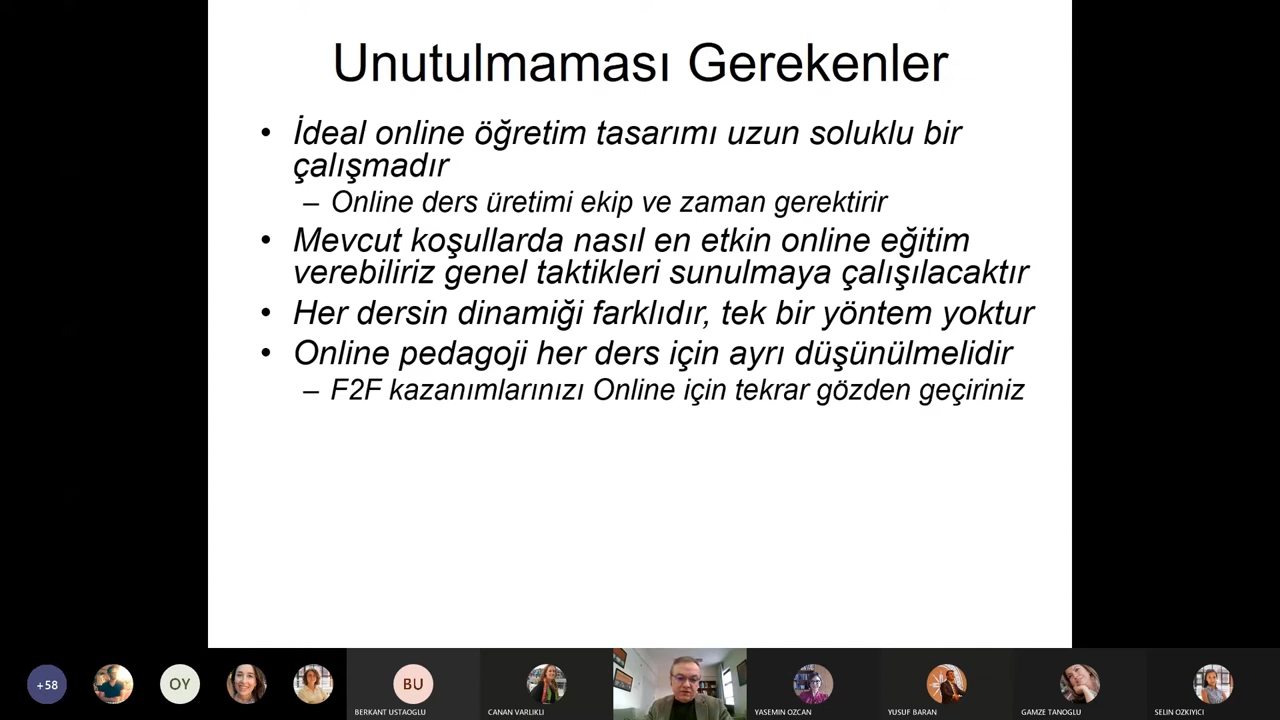 Unutulmaması Gerekenler
• İdeal online öğretim tasarımı uzun soluklu bir
çalışmadır
– Online ders üretimi ekip ve zaman gerektirir
• Mevcut koşullarda nasıl en etkin online eğitim
verebiliriz genel taktikleri sunulmaya çalışılacaktır
• Her dersin dinamiği farklıdır, tek bir yöntem yoktur
• Online pedagoji her ders için ayrı düşünülmelidir
– F2F kazanımlarınızı Online için tekrar gözden geçiriniz
+58
OY
BU
BERKANT USTAOGLU
CANAN VARLIKLI
YASEMIN OZCAN
YUSUF BARAN
GAMZE TANOGLU
SELIN OZKIYICI